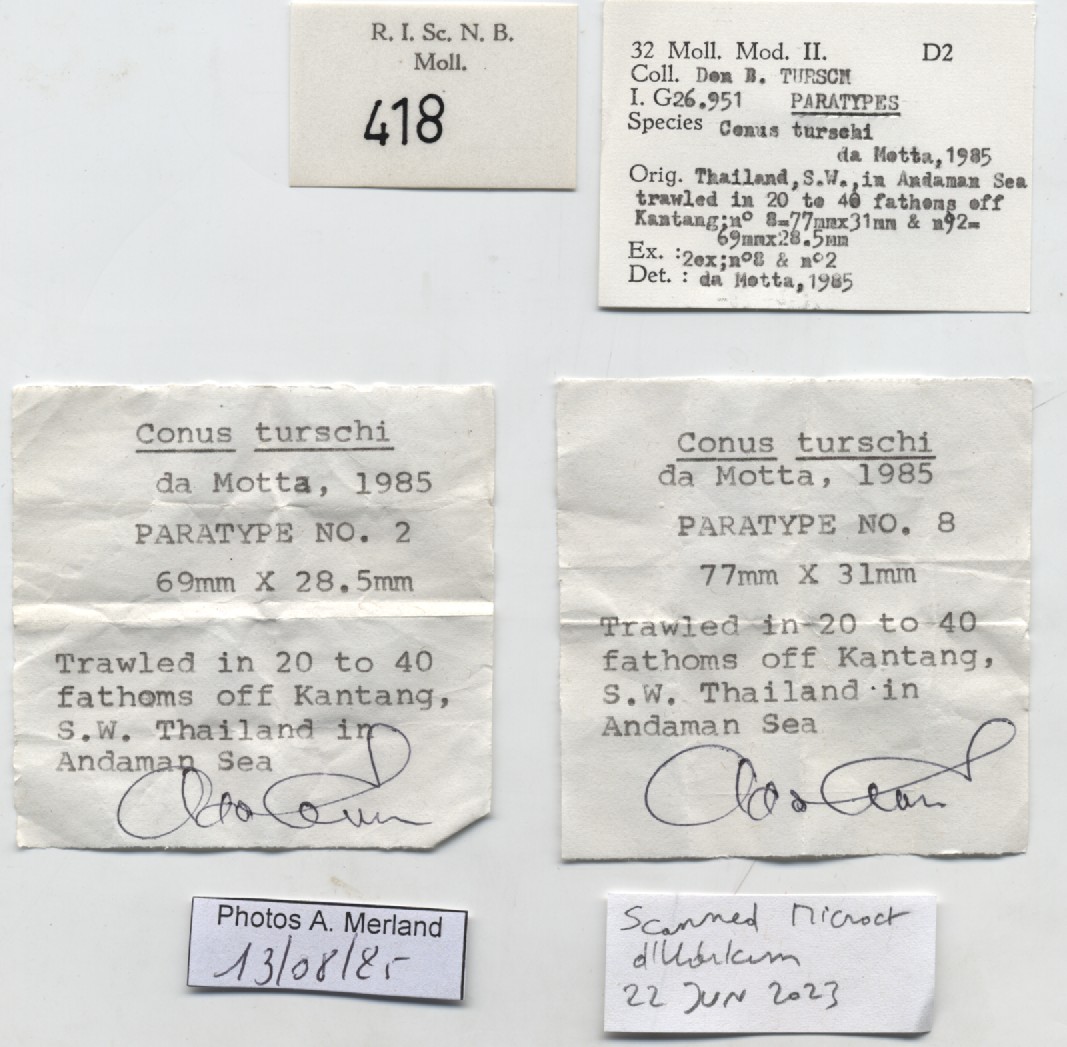 R. I. Sc. N. B.
Moll.
418
32 Moll. Mod. II. D2
Coll. Don B. TURSCH
I. G26.951 PARATYPES
Species Conus turschi
da Motta,1985
Orig. Thailand,S.W.,in Andaman Sea
trawled in 20 to 40 fathoms off
Kantang;n° 8=77mmx31mm & n°2=
69mmx28.5mm
Ex. :2ex;n°8 & n°2
Det. : da Motta,1985
Conus turschi
da Motta, 1985
PARATYPE NO. 2
69mm X 28.5mm
Trawled in 20 to 40
fathoms off Kantang,
S.W. Thailand in
Andaman Sea
Conus turschi
da Motta, 1985
PARATYPE NO. 8
77mm X 31mm
Trawled in 20 to 40
fathoms off Kantang,
S.W. Thailand in
Andaman Sea
Photos A. Merland
13/08/85
Scanned Microct
22 JUN 2023